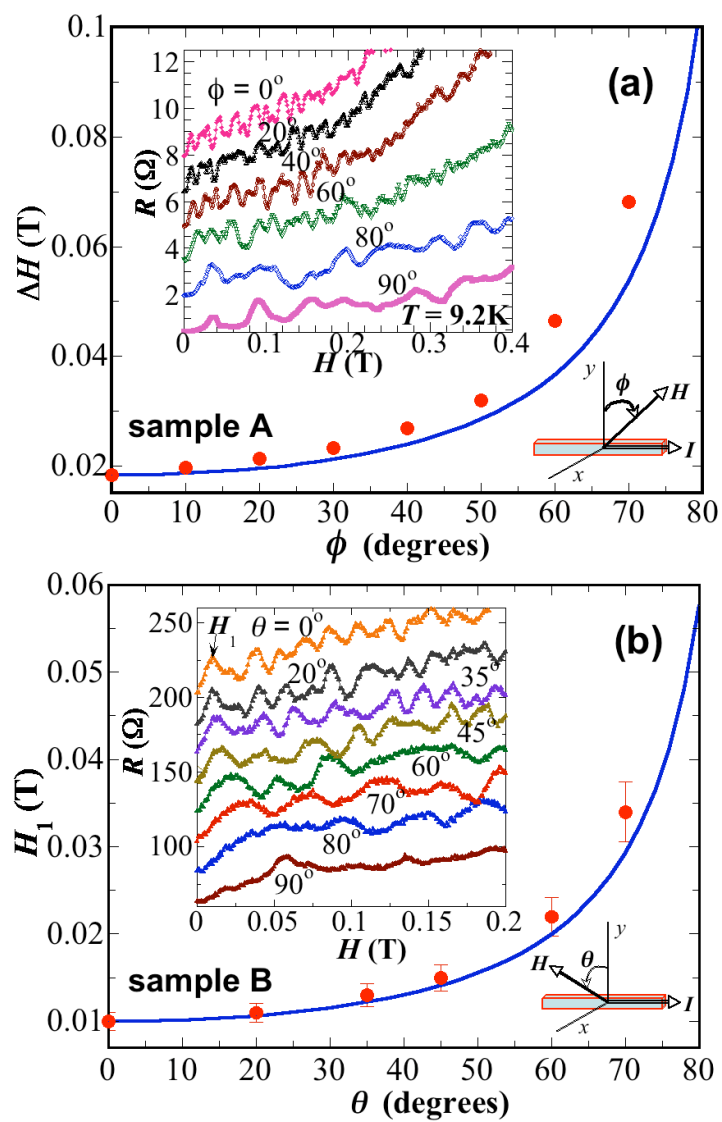 0.1
0.08
0.06
0.04
0.02
ΔH (T)
(a)
12
10
8
6
4
2
R (Ω)
ϕ = 0°
20°
40°
60°
80°
90°
T = 9.2K
0 0.1 0.2 0.3 0.4
H (T)
sample A
y
ϕ
H
I
x
0 10 20 30 40 50 60 70 80
ϕ (degrees)
0.06
0.05
0.04
0.03
0.02
0.01
H1 (T)
(b)
250
200
150
100
R (Ω)
H1
θ = 0°
20°
35°
45°
60°
70°
80°
90°
0 0.05 0.1 0.15 0.2
H (T)
sample B
y
θ
H
I
x
0 10 20 30 40 50 60 70 80
θ (degrees)